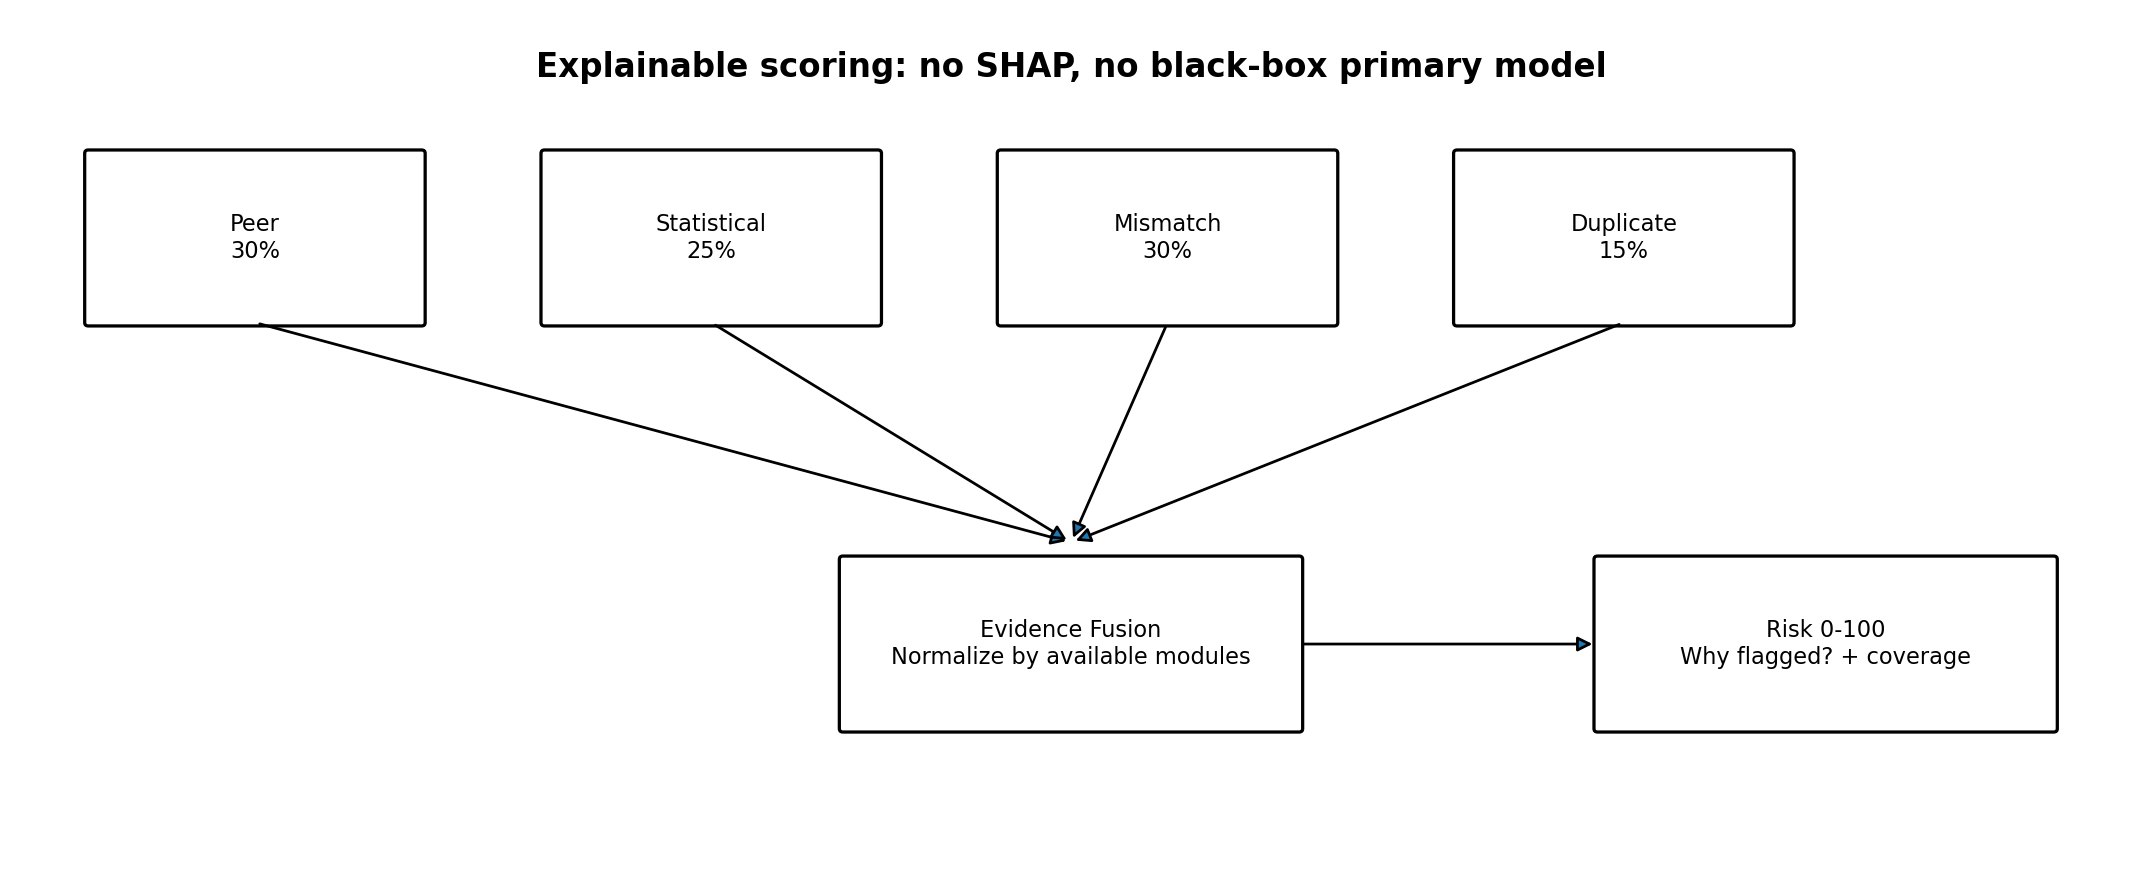 Explainable scoring: no SHAP, no black-box primary model
Peer
30%
Statistical
25%
Mismatch
30%
Duplicate
15%
Evidence Fusion
Normalize by available modules
Risk 0-100
Why flagged? + coverage